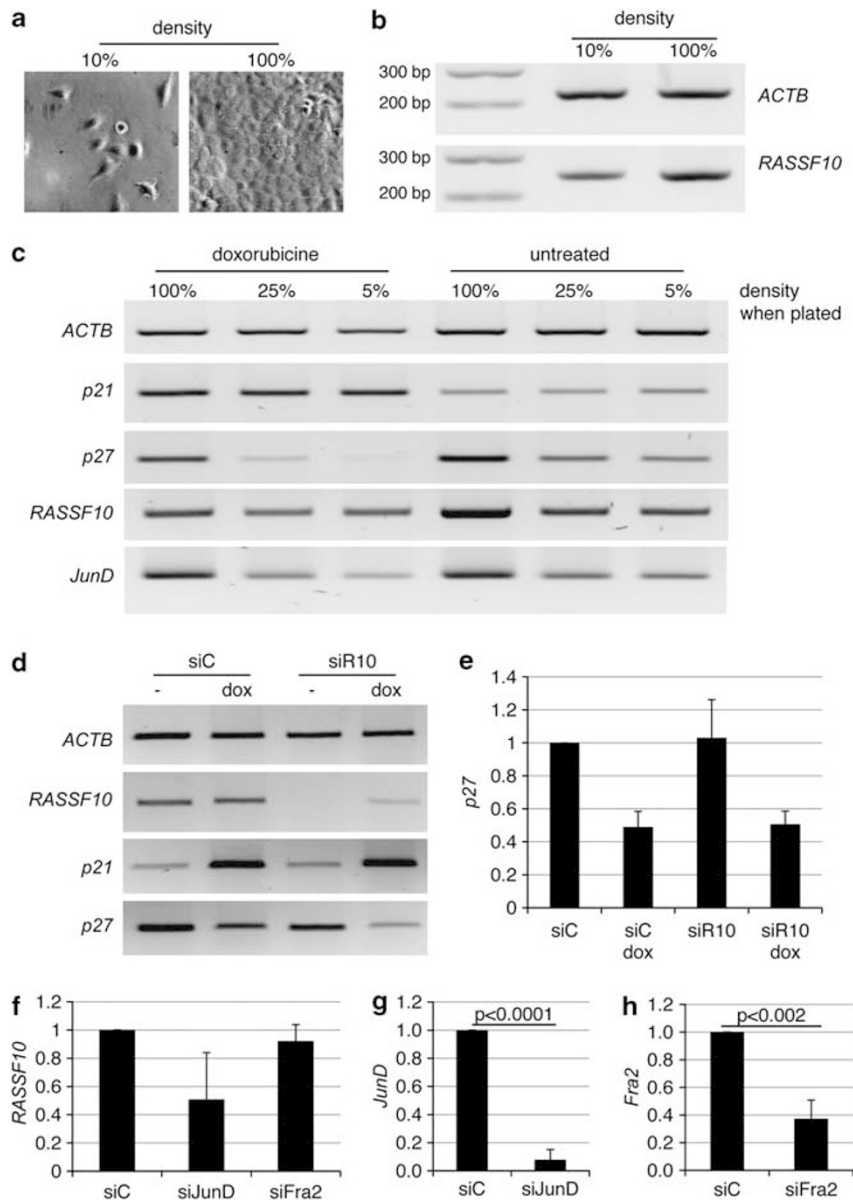 a
density
10% 100%
b
density
10% 100%
300 bp
200 bp
ACTB
300 bp
200 bp
RASSF10
c
doxorubicine untreated
100% 25% 5% 100% 25% 5% density
when plated
ACTB
p21
p27
RASSF10
JunD
d
siC siR10
- dox - dox
ACTB
RASSF10
p21
p27
e
1.4
1.2
1
0.8
0.6
0.4
0.2
0
p27
siC siC siR10 siR10
dox dox
f
1.2
1
0.8
0.6
0.4
0.2
0
RASSF10
siC siJunD siFra2
g
1.2
1
0.8
0.6
0.4
0.2
0
JunD
p<0.0001
siC siJunD
h
1.2
1.0
0.8
0.6
0.4
0.2
0.0
Fra2
p<0.002
siC siFra2